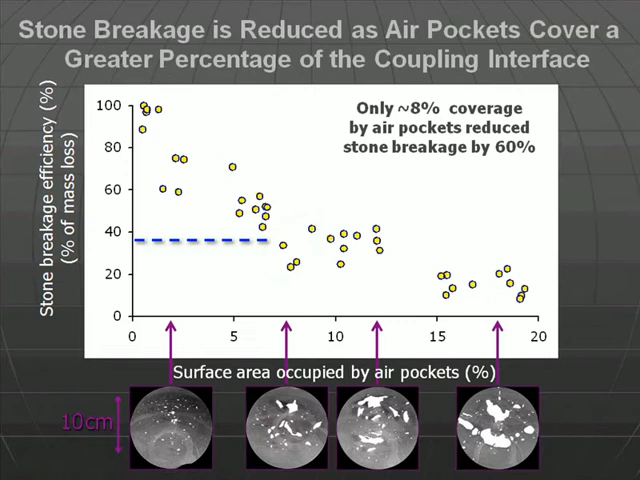 Stone Breakage is Reduced as Air Pockets Cover a
Greater Percentage of the Coupling Interface
Stone breakage efficiency (%)
(% of mass loss)
100
80
60
40
20
0
Only ~8% coverage
by air pockets reduced
stone breakage by 60%
0 5 10 15 20
Surface area occupied by air pockets (%)
10cm